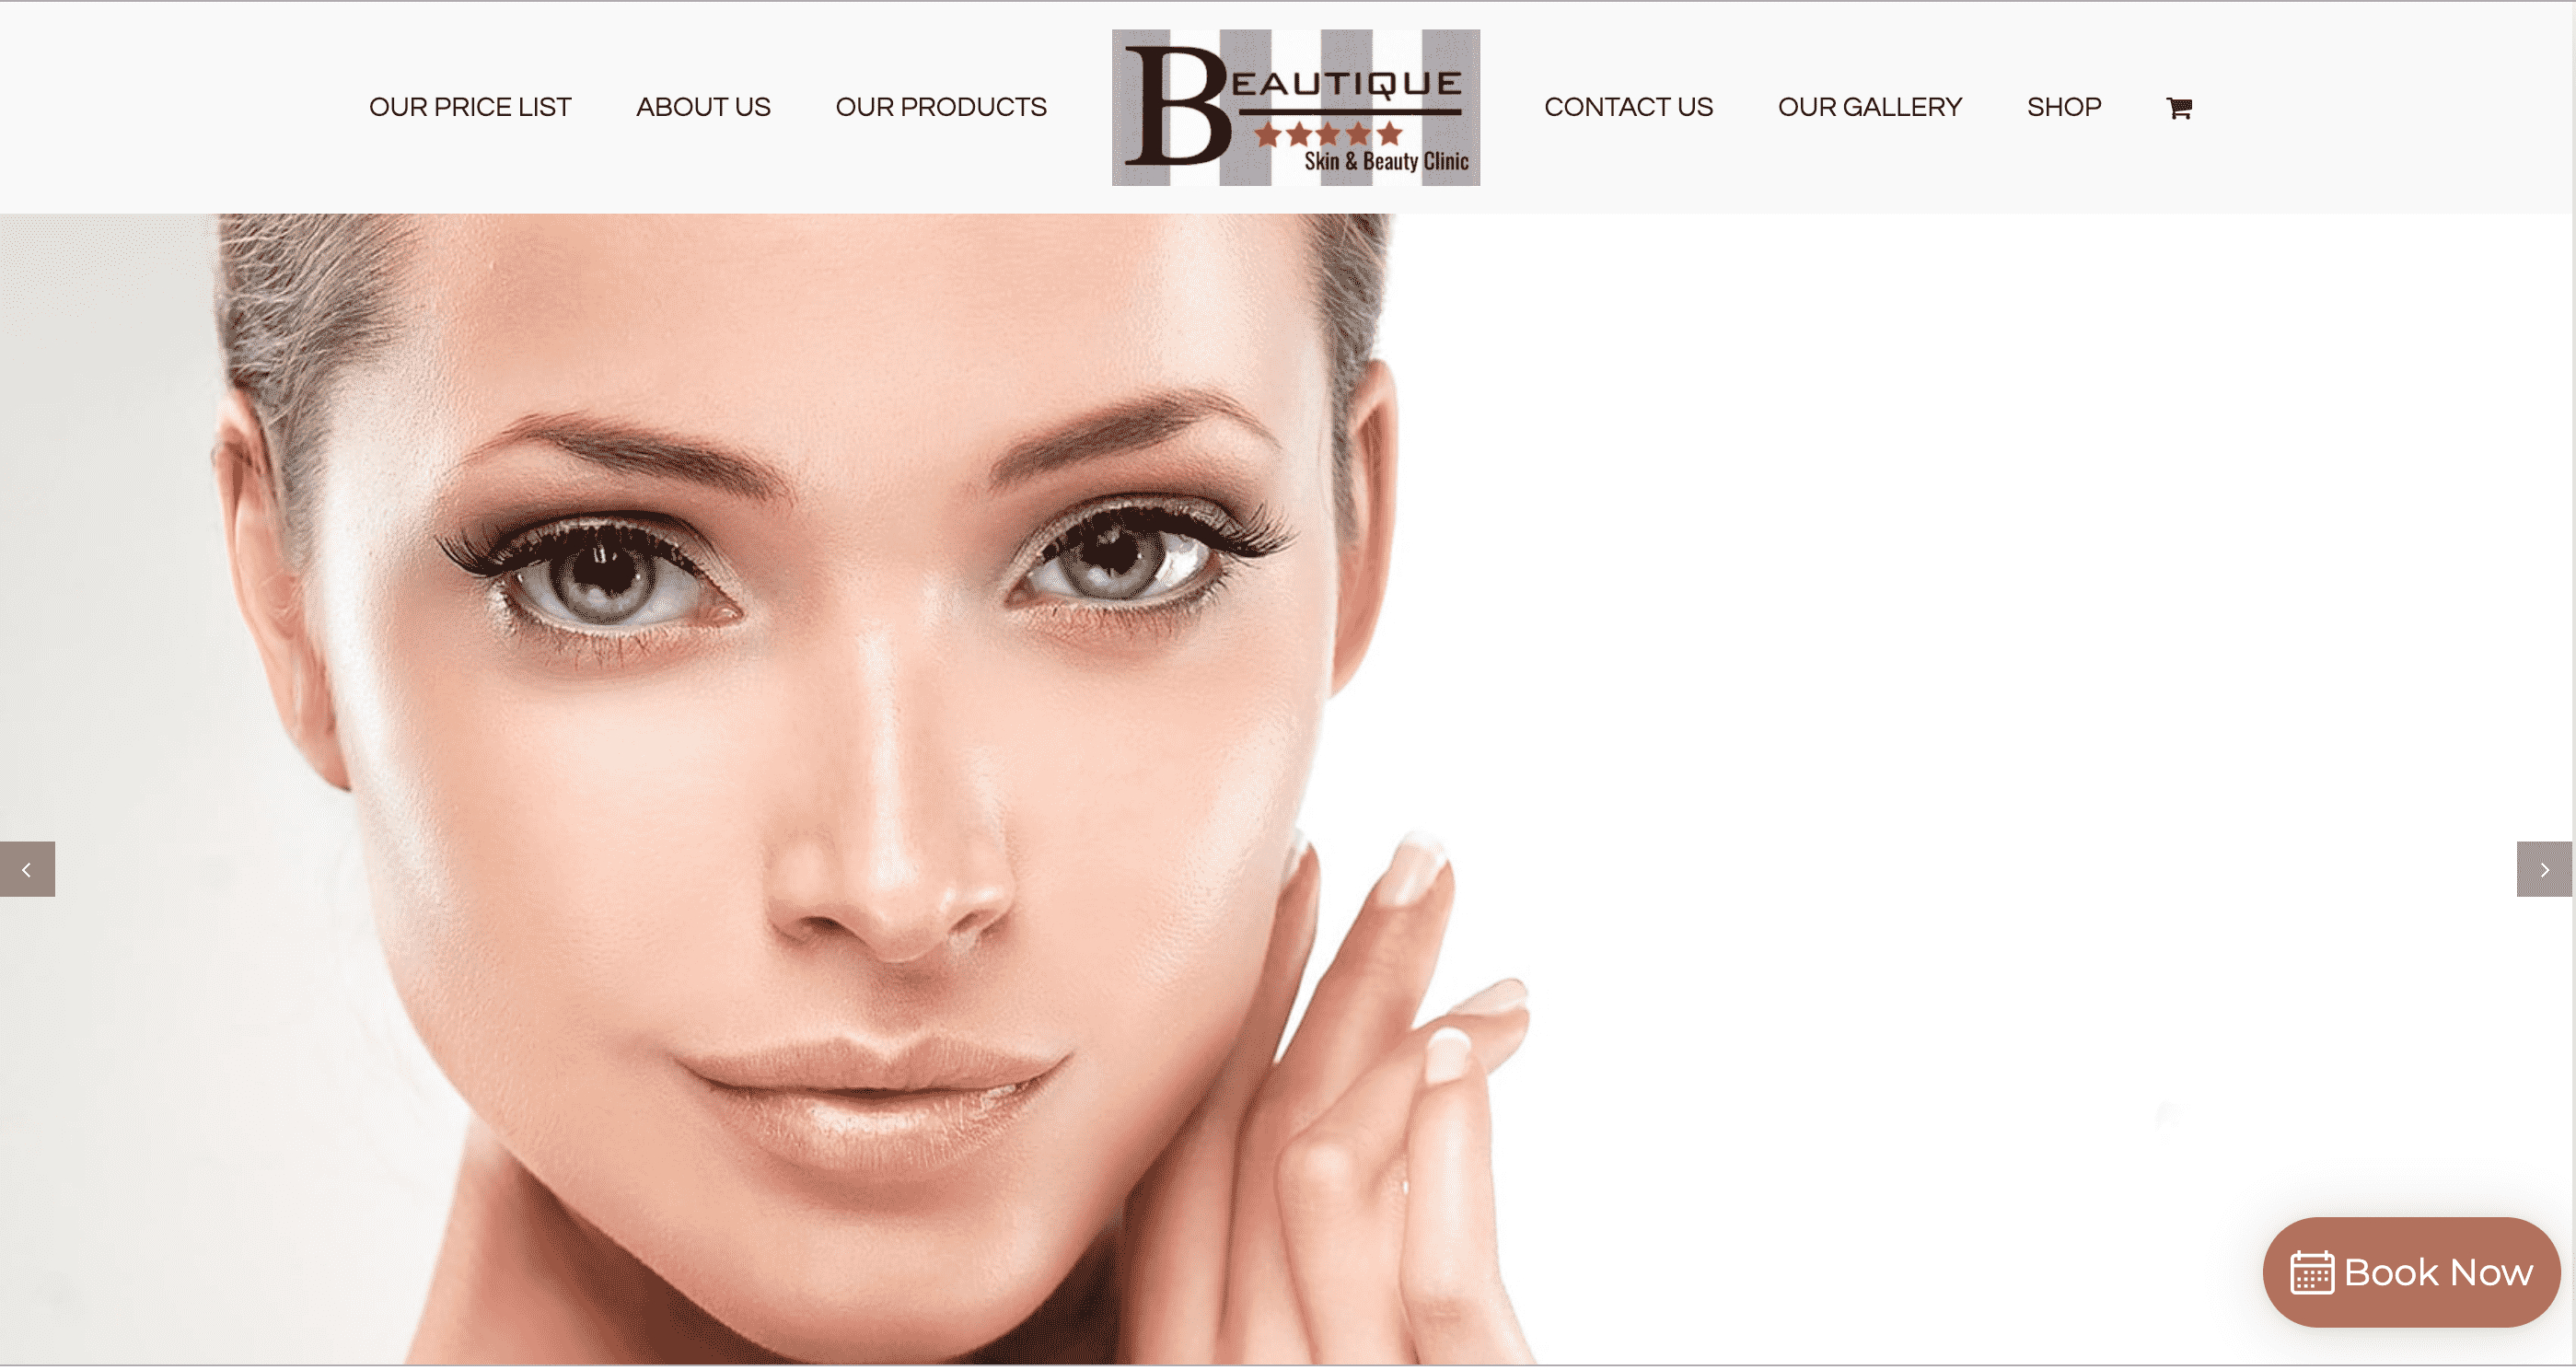 OUR PRICE LIST
ABOUT US
OUR PRODUCTS
BEAUTIQUE
Skin & Beauty Clinic
CONTACT US
OUR GALLERY
SHOP
Book Now